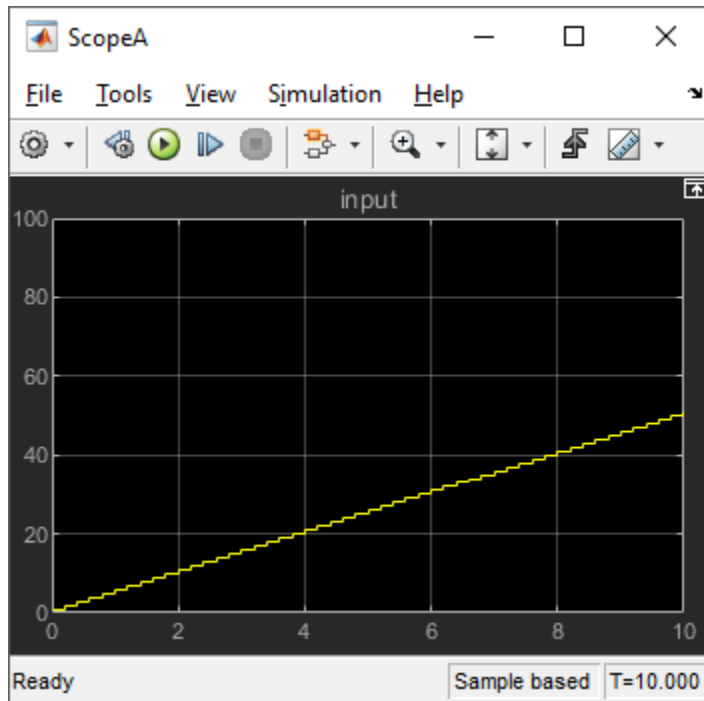 ScopeA
File Tools View Simulation Help
input
100
80
60
40
20
0
0 2 4 6 8 10
Ready Sample based T=10.000